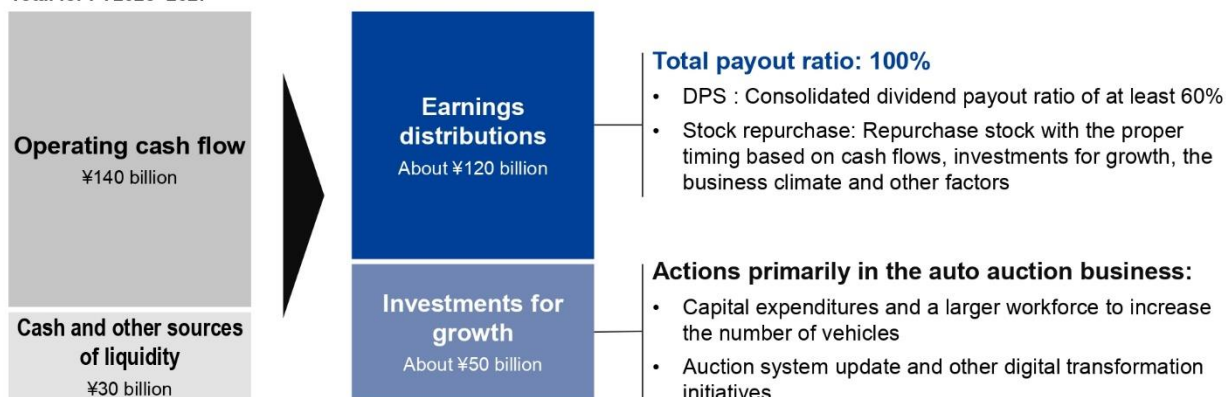 Operating cash flow
¥140 billion
Cash and other sources
of liquidity
¥30 billion
Earnings
distributions
About ¥120 billion
Investments for
growth
About ¥50 billion
Total payout ratio: 100%
• DPS : Consolidated dividend payout ratio of at least 60%
• Stock repurchase: Repurchase stock with the proper
timing based on cash flows, investments for growth, the
business climate and other factors
Actions primarily in the auto auction business:
• Capital expenditures and a larger workforce to increase
the number of vehicles
• Auction system update and other digital transformation
initiatives